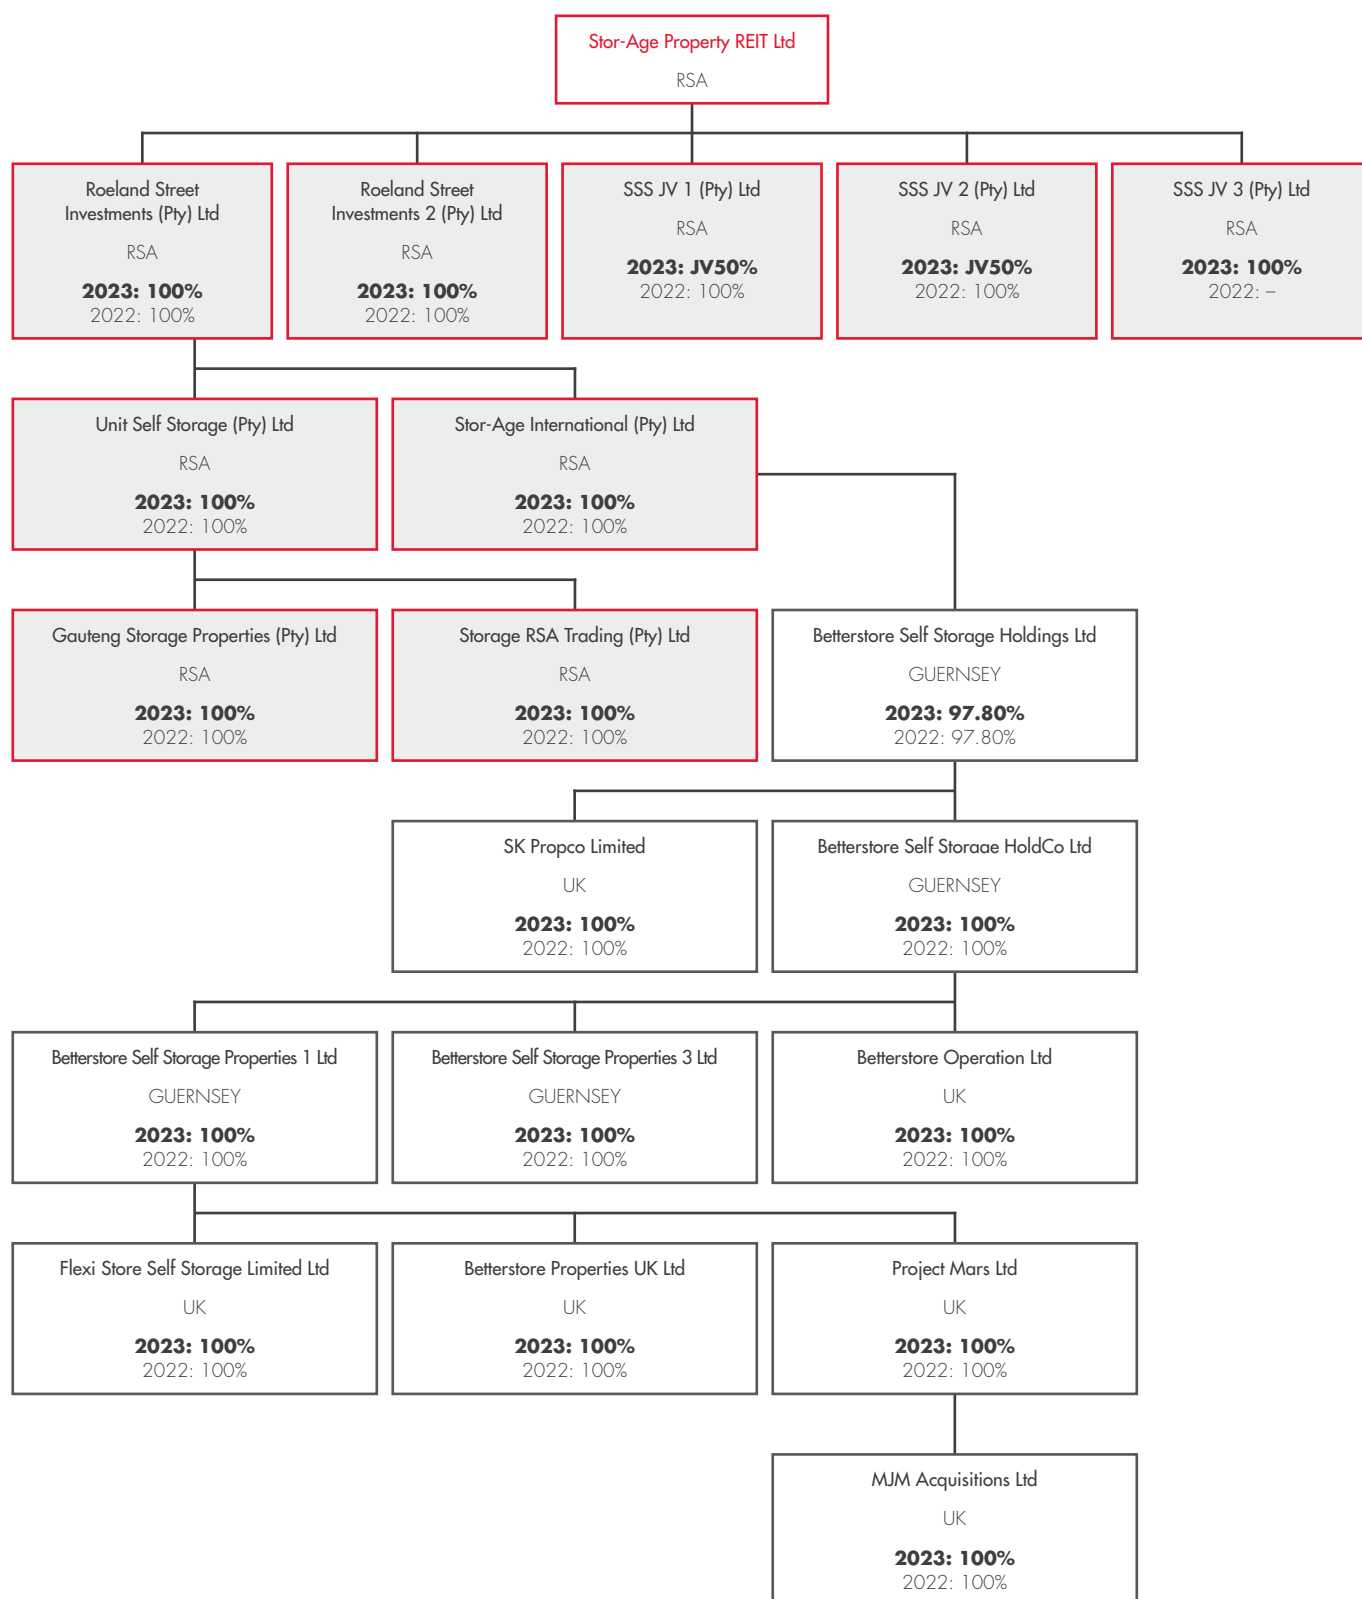 Stor-Age Property REIT Ltd
RSA
Roeland Street
Investments (Pty) Ltd
RSA
2023: 100%
2022: 100%
Roeland Street
Investments 2 (Pty) Ltd
RSA
2023: 100%
2022: 100%
SSS JV 1 (Pty) Ltd
RSA
2023: JV50%
2022: 100%
SSS JV 2 (Pty) Ltd
RSA
2023: JV50%
2022: 100%
SSS JV 3 (Pty) Ltd
RSA
2023: 100%
2022: –
Unit Self Storage (Pty) Ltd
RSA
2023: 100%
2022: 100%
Stor-Age International (Pty) Ltd
RSA
2023: 100%
2022: 100%
Gauteng Storage Properties (Pty) Ltd
RSA
2023: 100%
2022: 100%
Storage RSA Trading (Pty) Ltd
RSA
2023: 100%
2022: 100%
Betterstore Self Storage Holdings Ltd
GUERNSEY
2023: 97.80%
2022: 97.80%
SK Propco Limited
UK
2023: 100%
2022: 100%
Betterstore Self Storaae HoldCo Ltd
GUERNSEY
2023: 100%
2022: 100%
Betterstore Self Storage Properties 1 Ltd
GUERNSEY
2023: 100%
2022: 100%
Betterstore Self Storage Properties 3 Ltd
GUERNSEY
2023: 100%
2022: 100%
Betterstore Operation Ltd
UK
2023: 100%
2022: 100%
Flexi Store Self Storage Limited Ltd
UK
2023: 100%
2022: 100%
Betterstore Properties UK Ltd
UK
2023: 100%
2022: 100%
Project Mars Ltd
UK
2023: 100%
2022: 100%
MJM Acquisitions Ltd
UK
2023: 100%
2022: 100%